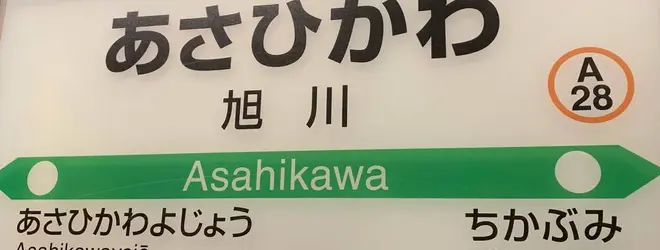 あさひかわ
A
28
旭川
Asahikawa
あさひかわよじょう ちかぶみ